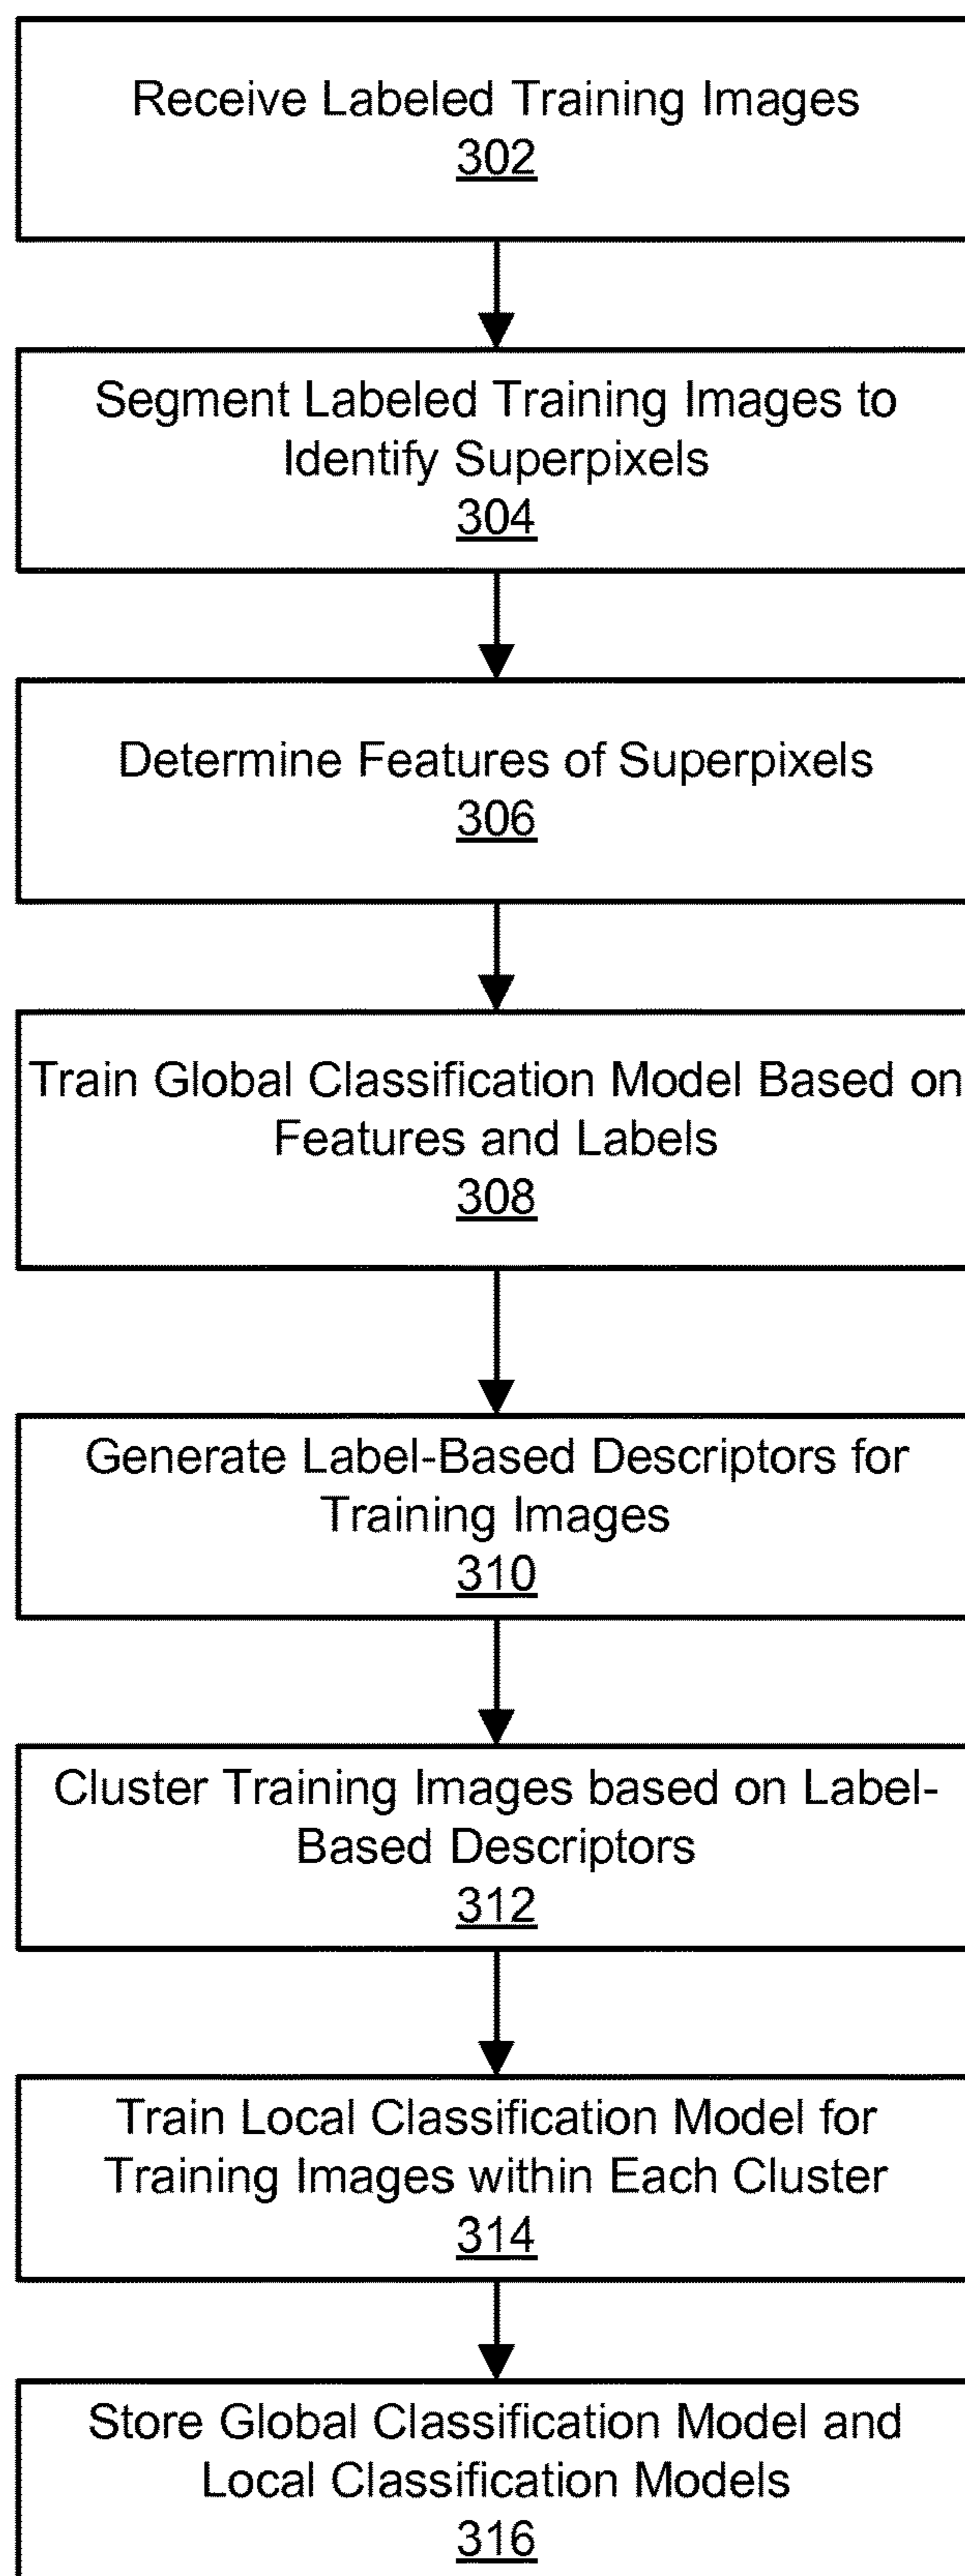 Receive Labeled Training Images
302
Segment Labeled Training Images to
Identify Superpixels
304
Determine Features of Superpixels
306
Train Global Classification Model Based on
Features and Labels
308
Generate Label-Based Descriptors for
Training Images
310
Cluster Training Images based on Label-
Based Descriptors
312
Train Local Classification Model for
Training Images within Each Cluster
314
Store Global Classification Model and
Local Classification Models
316